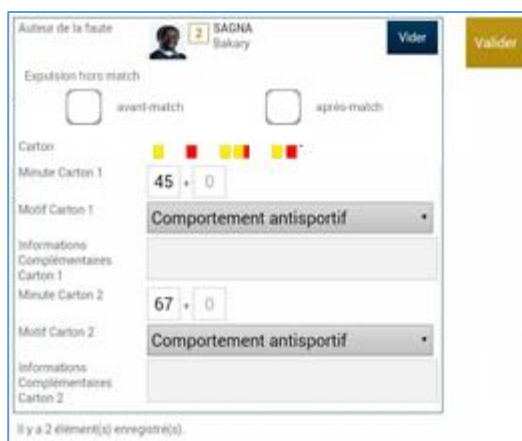 Auteur de la faute
2 SAGNA
Bakary
Vider
Valider
Expulsion hors match
avant-match après-match
Carton
Minute Carton 1
45 + 0
Motif Carton 1
Comportement antisportif
Informations
Complémentaires
Carton 1
Minute Carton 2
67 + 0
Motif Carton 2
Comportement antisportif
Informations
Complémentaires
Carton 2
Il y a 2 élément(s) enregistré(s).